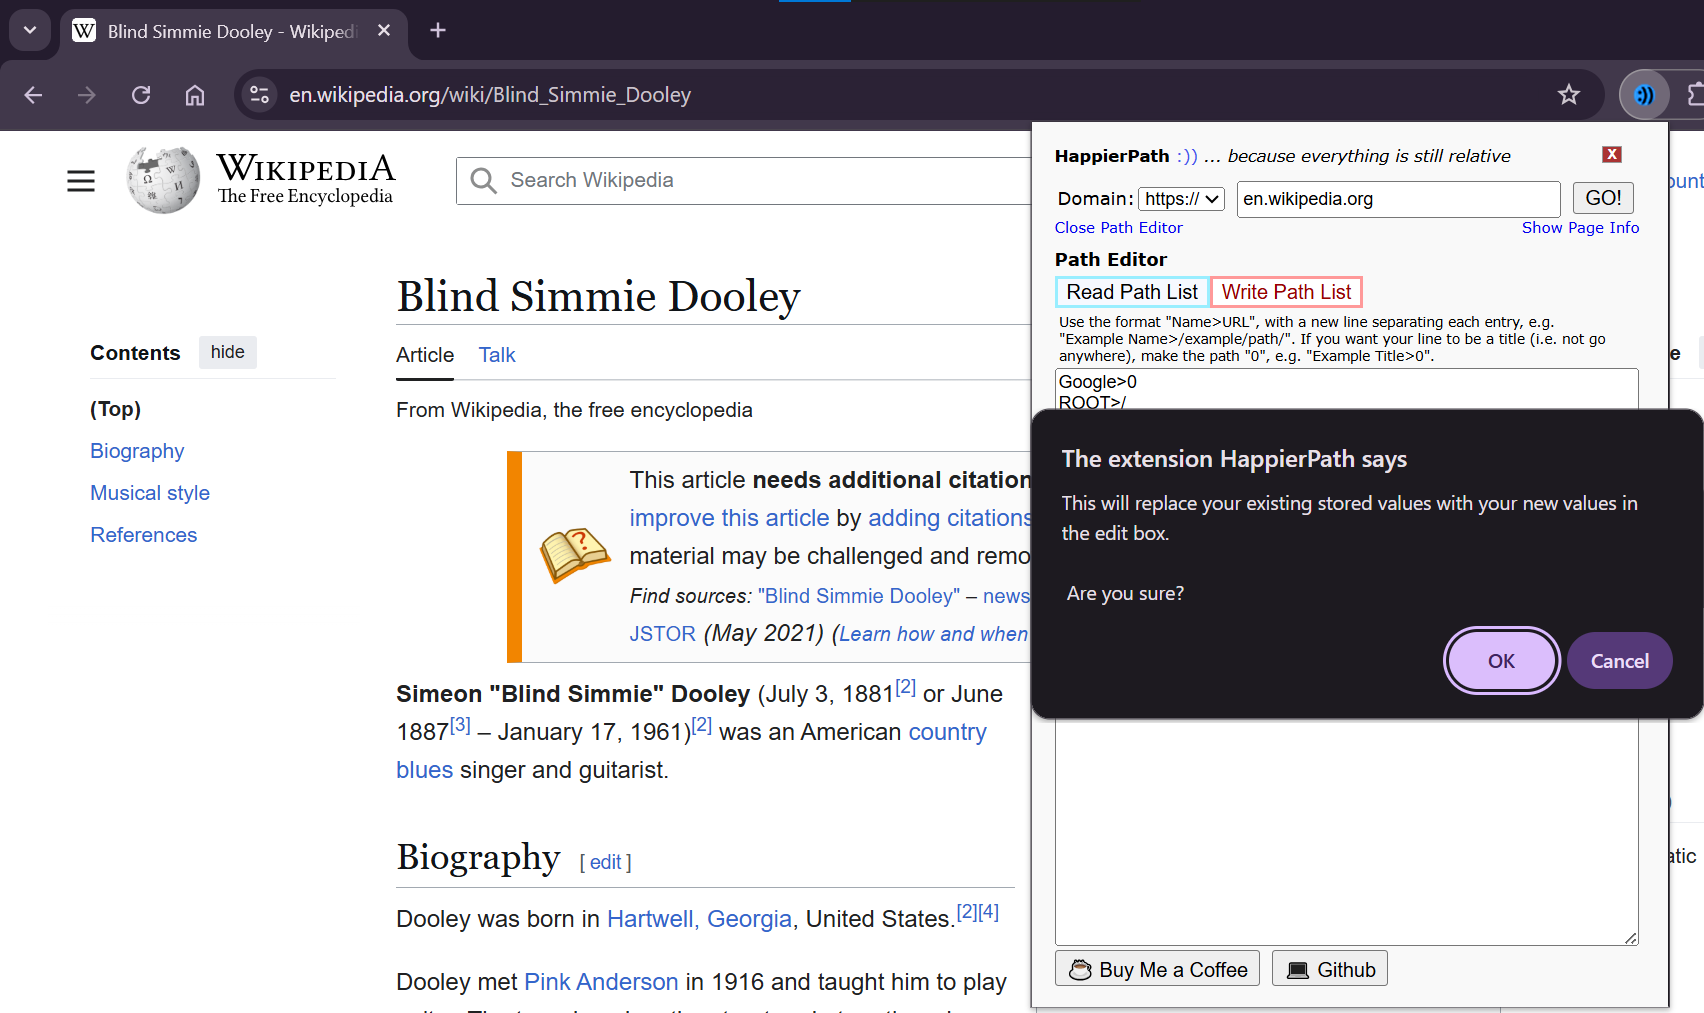 Blind Simmie Dooley - Wikiped
en.wikipedia.org/wiki/Blind_Simmie_Dooley
WIKIPEDIA
The Free Encyclopedia
Search Wikipedia
Contents hide
(Top)
Biography
Musical style
References
Blind Simmie Dooley
Article Talk
From Wikipedia, the free encyclopedia
This article needs additional citation
improve this article by adding citations
material may be challenged and remo
Find sources: "Blind Simmie Dooley" – news
JSTOR (May 2021) (Learn how and when
Simeon "Blind Simmie" Dooley (July 3, 1881[2] or June
1887[3] – January 17, 1961)[2] was an American country
blues singer and guitarist.
Biography [ edit ]
Dooley was born in Hartwell, Georgia, United States.[2][4]
Dooley met Pink Anderson in 1916 and taught him to play
HappierPath :)) ... because everything is still relative
X
Domain: https:// en.wikipedia.org GO!
Close Path Editor Show Page Info
Path Editor
Read Path List Write Path List
Use the format "Name>URL", with a new line separating each entry, e.g.
"Example Name>/example/path/". If you want your line to be a title (i.e. not go
anywhere), make the path "0", e.g. "Example Title>0".
Google>0
ROOT>/
The extension HappierPath says
This will replace your existing stored values with your new values in
the edit box.
Are you sure?
OK Cancel
Buy Me a Coffee Github
ount
e
atic